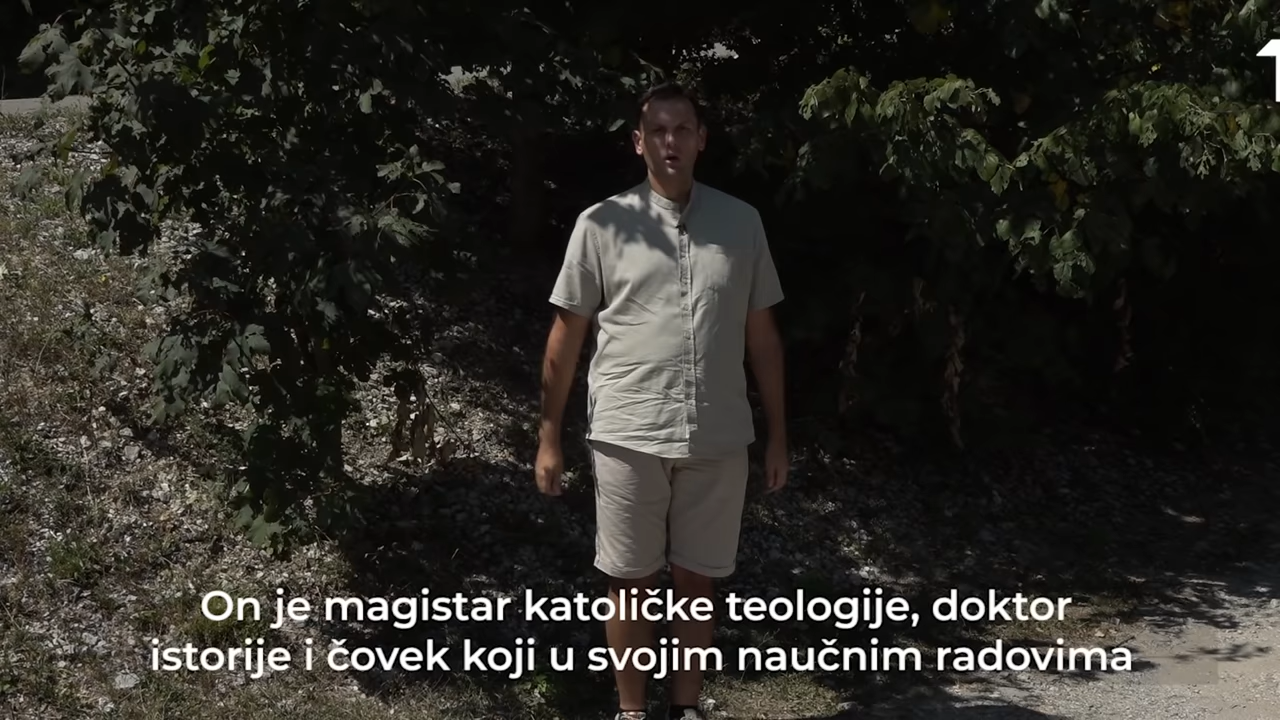 On je magistar katoličke teologije, doktor
istorije i čovek koji u svojim naučnim radovima